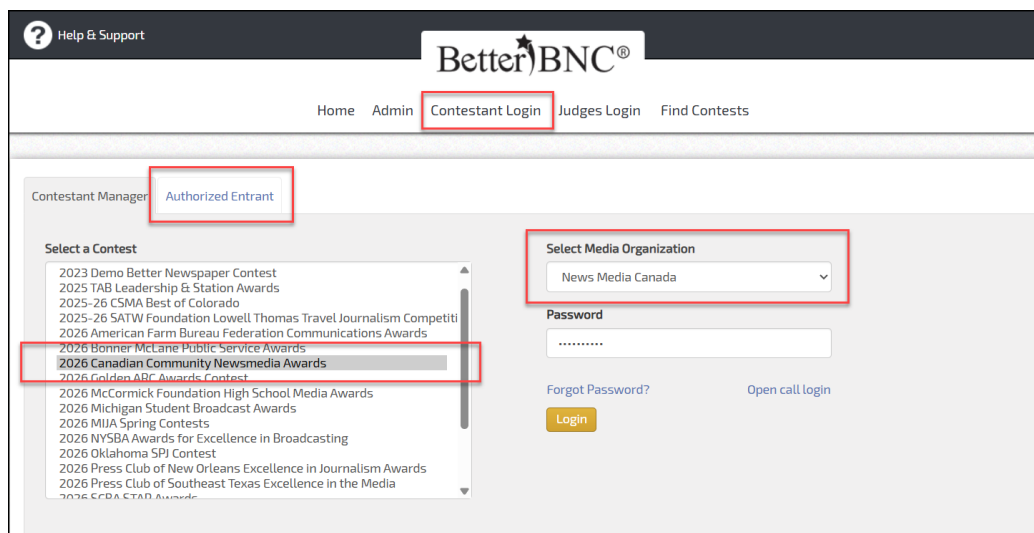 ? Help & Support
Better BNC®
Home Admin Contestant Login Judges Login Find Contests
Contestant Manager Authorized Entrant
Select a Contest
2023 Demo Better Newspaper Contest
2025 TAB Leadership & Station Awards
2025-26 CSMA Best of Colorado
2025-26 SATW Foundation Lowell Thomas Travel Journalism Competiti
2026 American Farm Bureau Federation Communications Awards
2026 Bonner McLane Public Service Awards
2026 Canadian Community Newsmedia Awards
2026 Golden ARC Awards Contest
2026 McCormick Foundation High School Media Awards
2026 Michigan Student Broadcast Awards
2026 MIJA Spring Contests
2026 NYSBA Awards for Excellence in Broadcasting
2026 Oklahoma SPJ Contest
2026 Press Club of New Orleans Excellence in Journalism Awards
2026 Press Club of Southeast Texas Excellence in the Media
2026 SCBA STAR Awards
Select Media Organization
News Media Canada
Password
••••••••••
Forgot Password? Open call login
Login